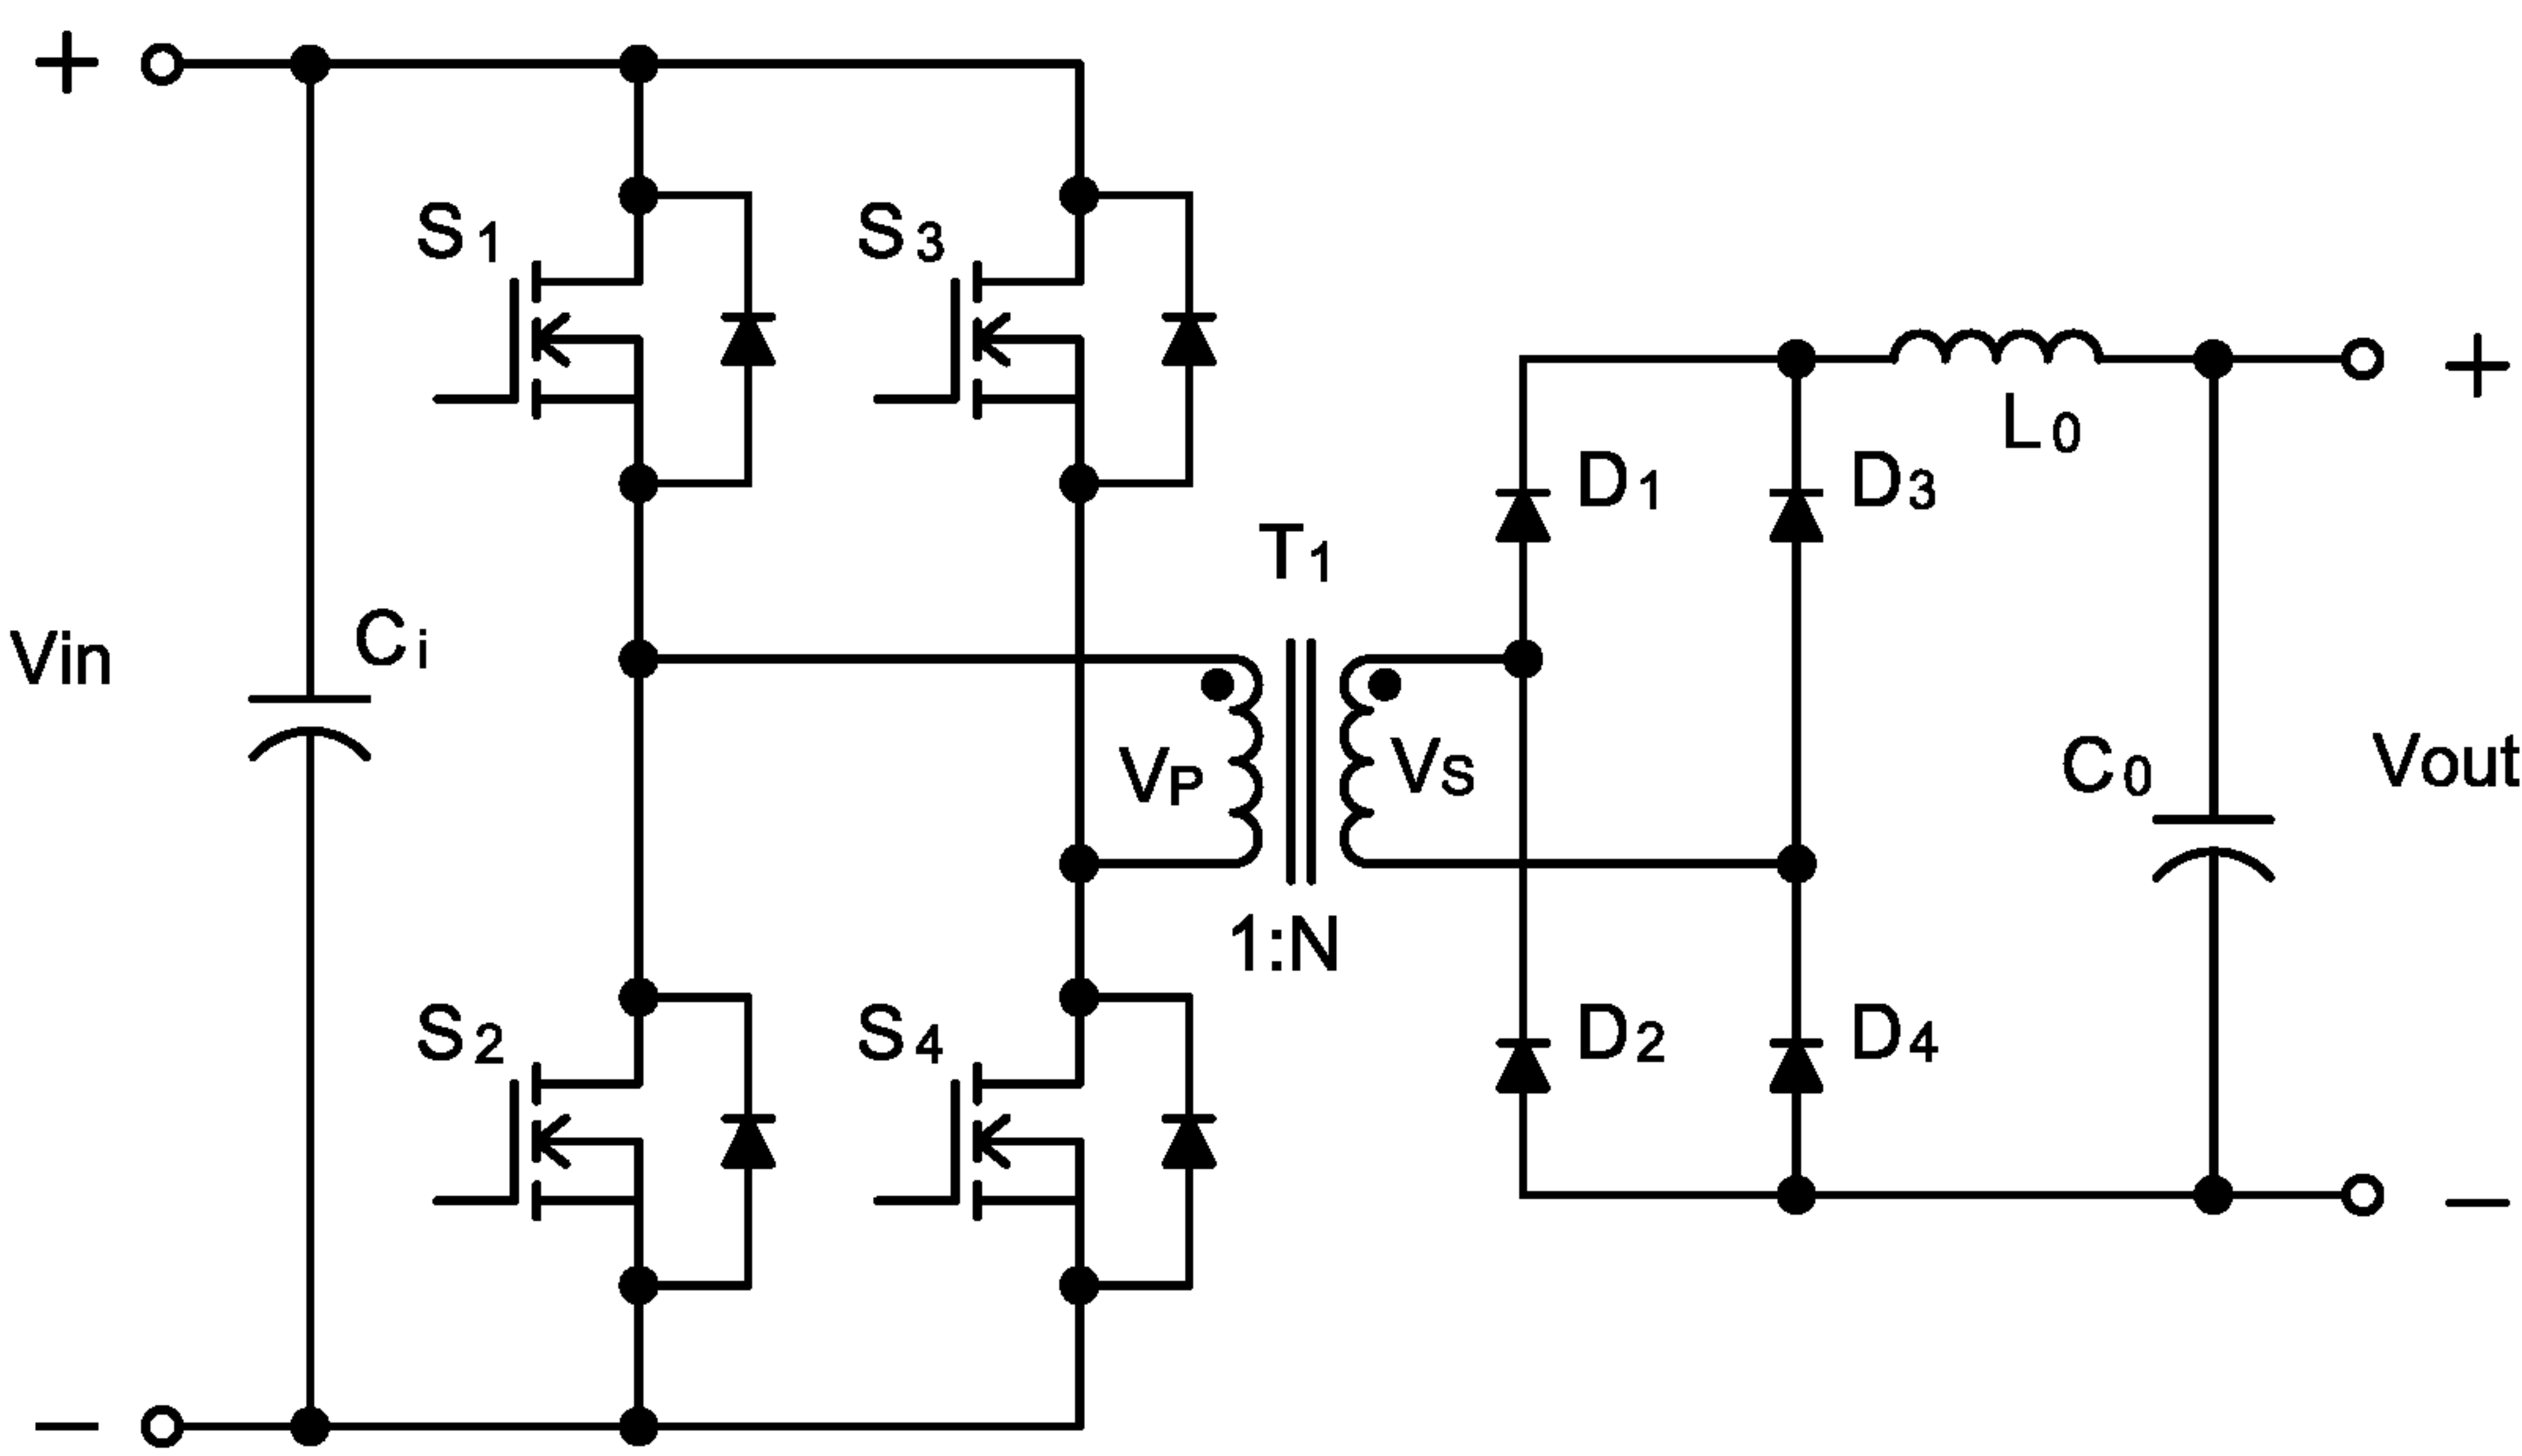 +
S1
S3
+
L0
D1
D3
T1
Vin
Ci
VP
VS
C0
Vout
1:N
S2
S4
D2
D4
−
−